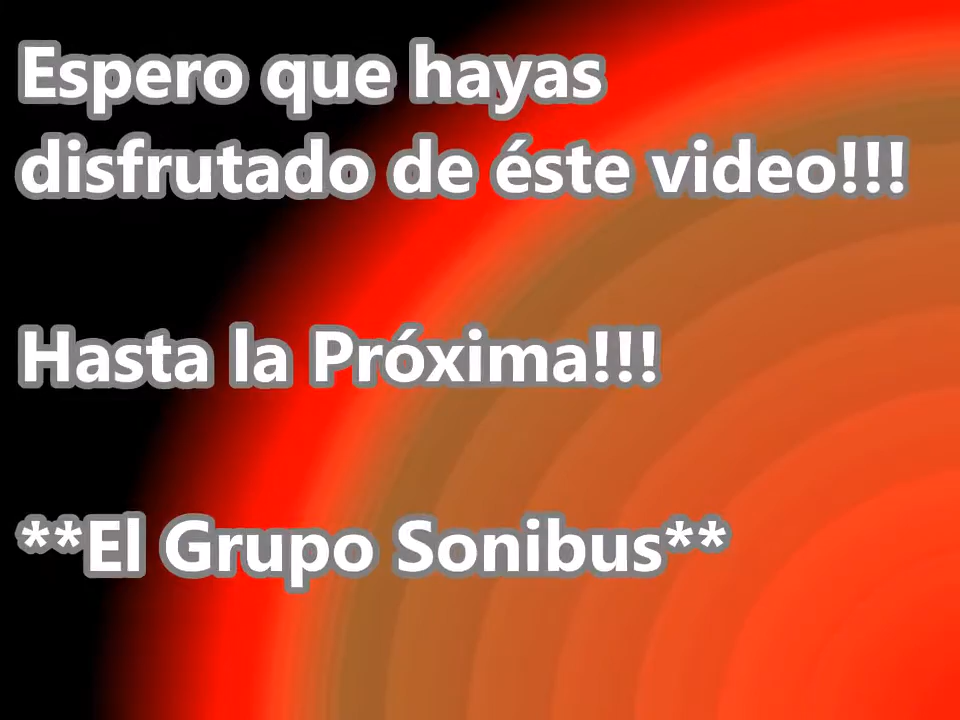 Espero que hayas
disfrutado de éste video!!!
Hasta la Próxima!!!
**El Grupo Sonibus**